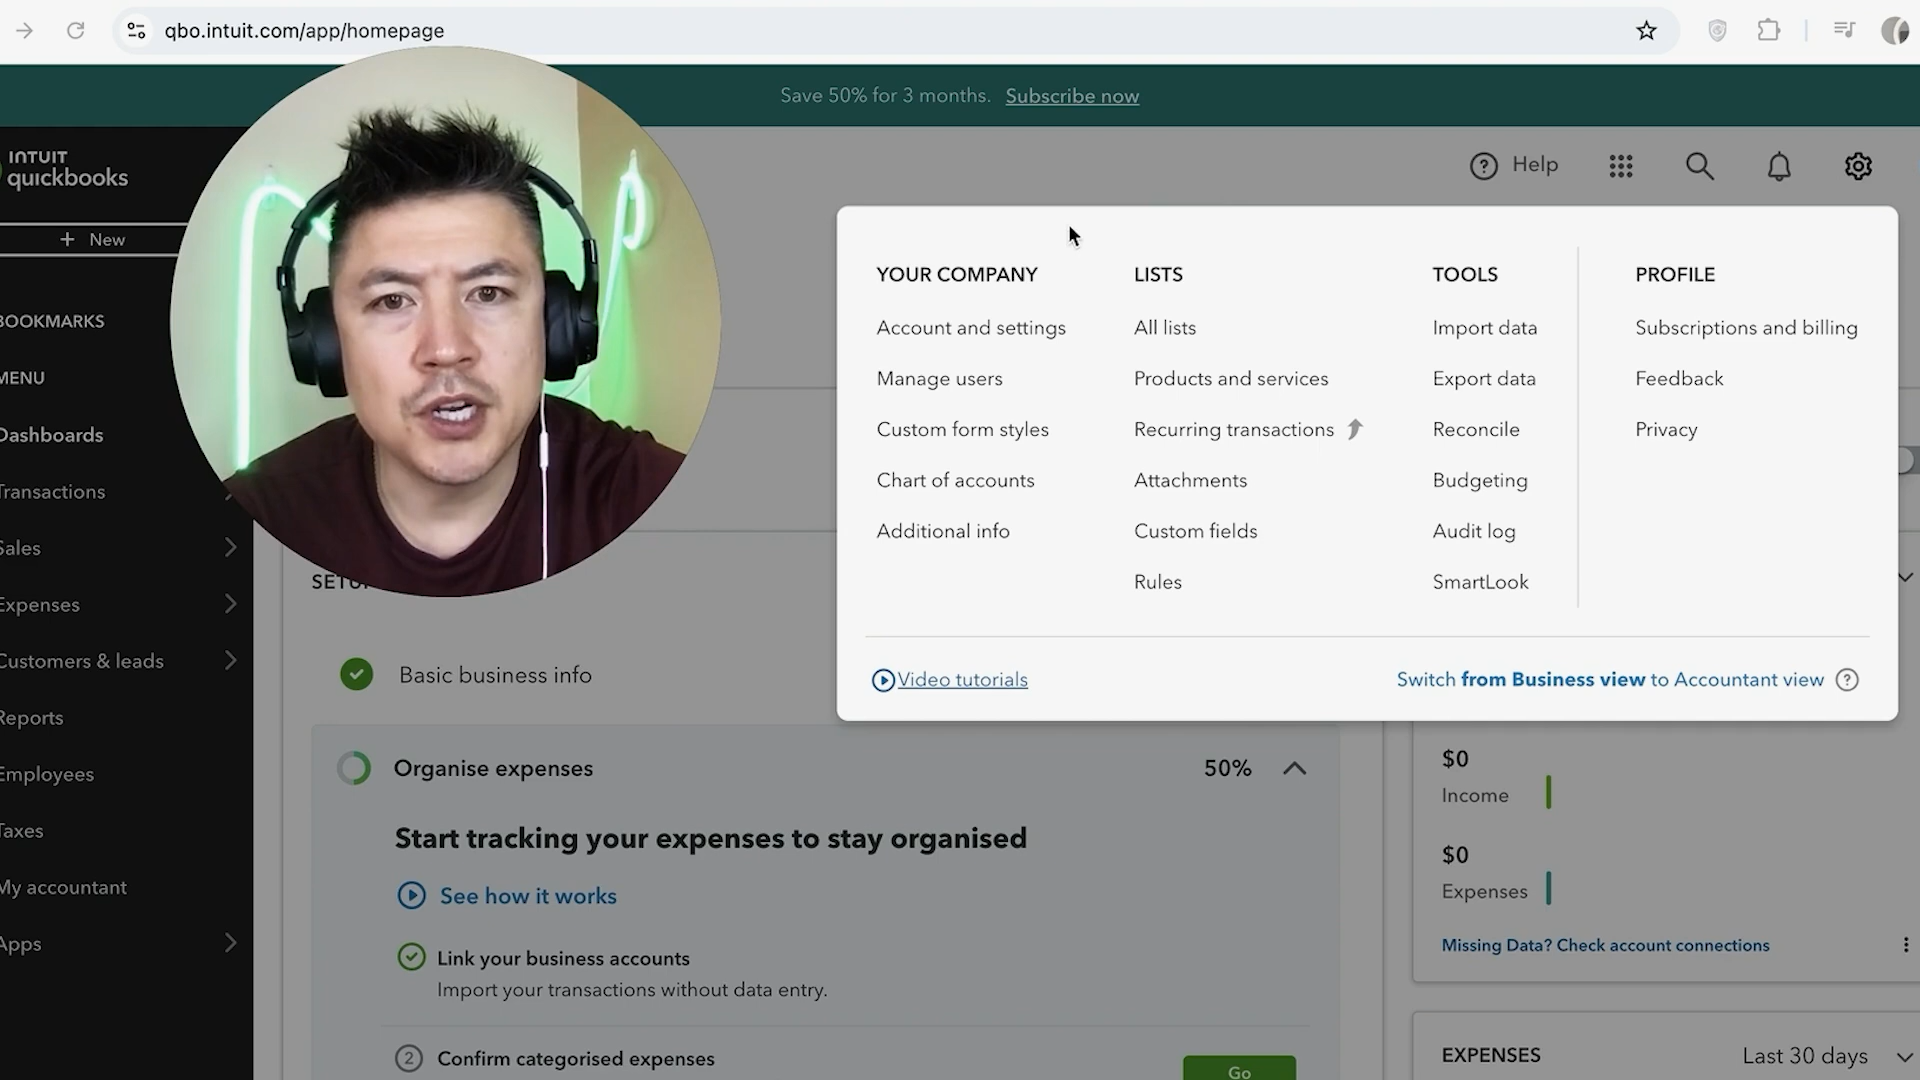 qbo.intuit.com/app/homepage
Save 50% for 3 months. Subscribe now
INTUIT
quickbooks
Help
+ New
YOUR COMPANY
Account and settings
Manage users
Custom form styles
Chart of accounts
Additional info
LISTS
All lists
Products and services
Recurring transactions
Attachments
Custom fields
Rules
TOOLS
Import data
Export data
Reconcile
Budgeting
Audit log
SmartLook
PROFILE
Subscriptions and billing
Feedback
Privacy
Video tutorials
Switch from Business view to Accountant view
BOOKMARKS
MENU
Dashboards
Transactions
Sales
Expenses
Customers & leads
Reports
Employees
Taxes
My accountant
Apps
Basic business info
Organise expenses 50%
Start tracking your expenses to stay organised
See how it works
Link your business accounts
Import your transactions without data entry.
2 Confirm categorised expenses
Go
$0
Income
$0
Expenses
Missing Data? Check account connections
EXPENSES Last 30 days